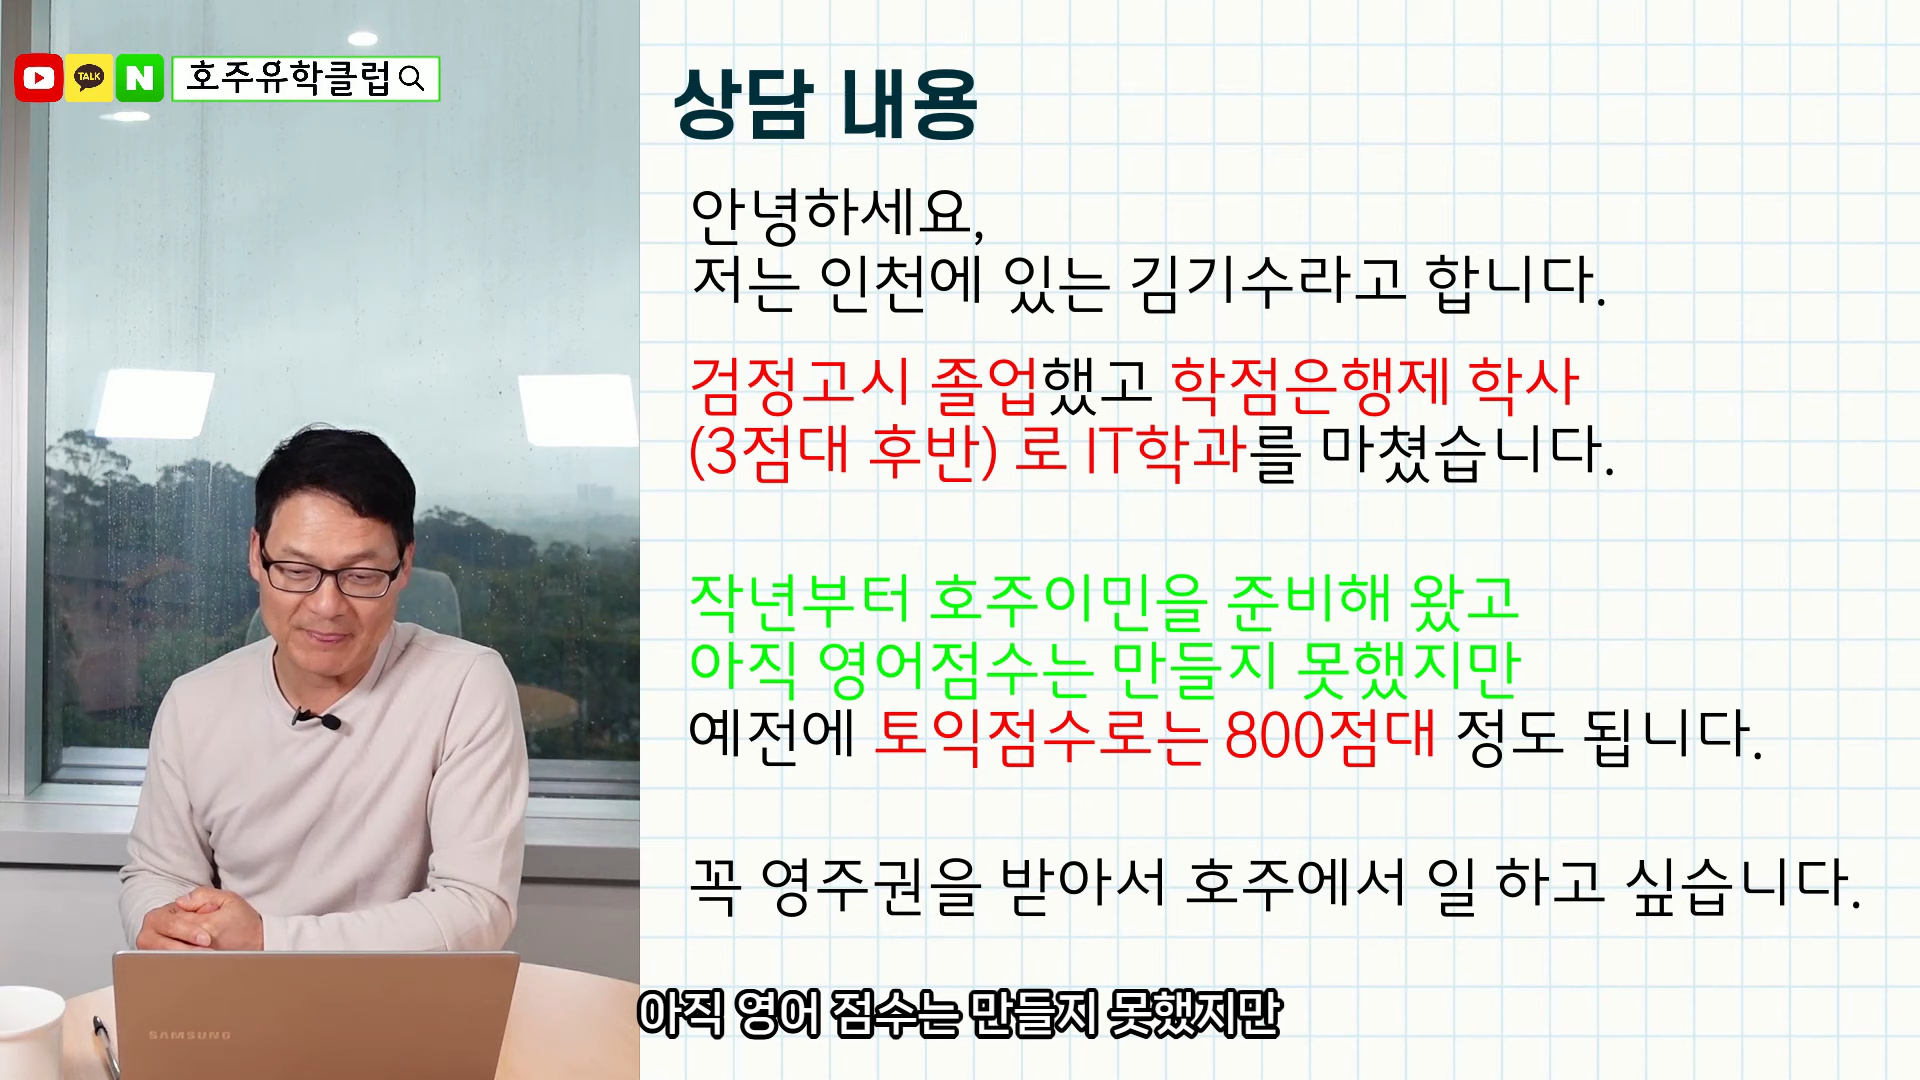 TALK
N
호주유학클럽
상담 내용
안녕하세요,
저는 인천에 있는 김기수라고 합니다.
검정고시 졸업했고 학점은행제 학사
(3점대 후반) 로 IT학과를 마쳤습니다.
작년부터 호주이민을 준비해 왔고
아직 영어점수는 만들지 못했지만
예전에 토익점수로는 800점대 정도 됩니다.
꼭 영주권을 받아서 호주에서 일 하고 싶습니다.
아직 영어 점수는 만들지 못했지만
SAMSUNG